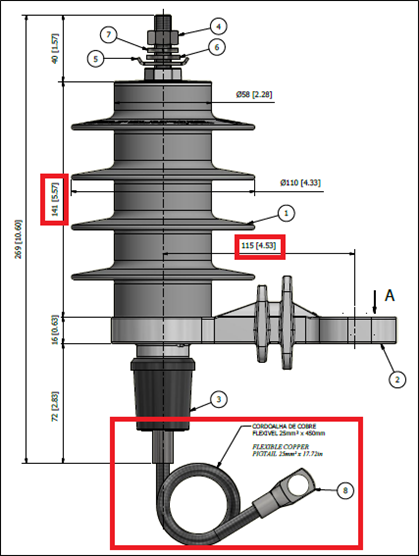 40 [1.57]
4
7
6
5
Ø58 [2.28]
141 [5.57]
Ø110 [4.33]
1
269 [10.60]
115 [4.53]
A
16 [0.63]
2
72 [2.83]
3
CORDOALHA DE COBRE
FLEXIVEL 25mm² x 450mm
FLEXIBLE COPPER
PIGTAIL 25mm² x 17.72in
8